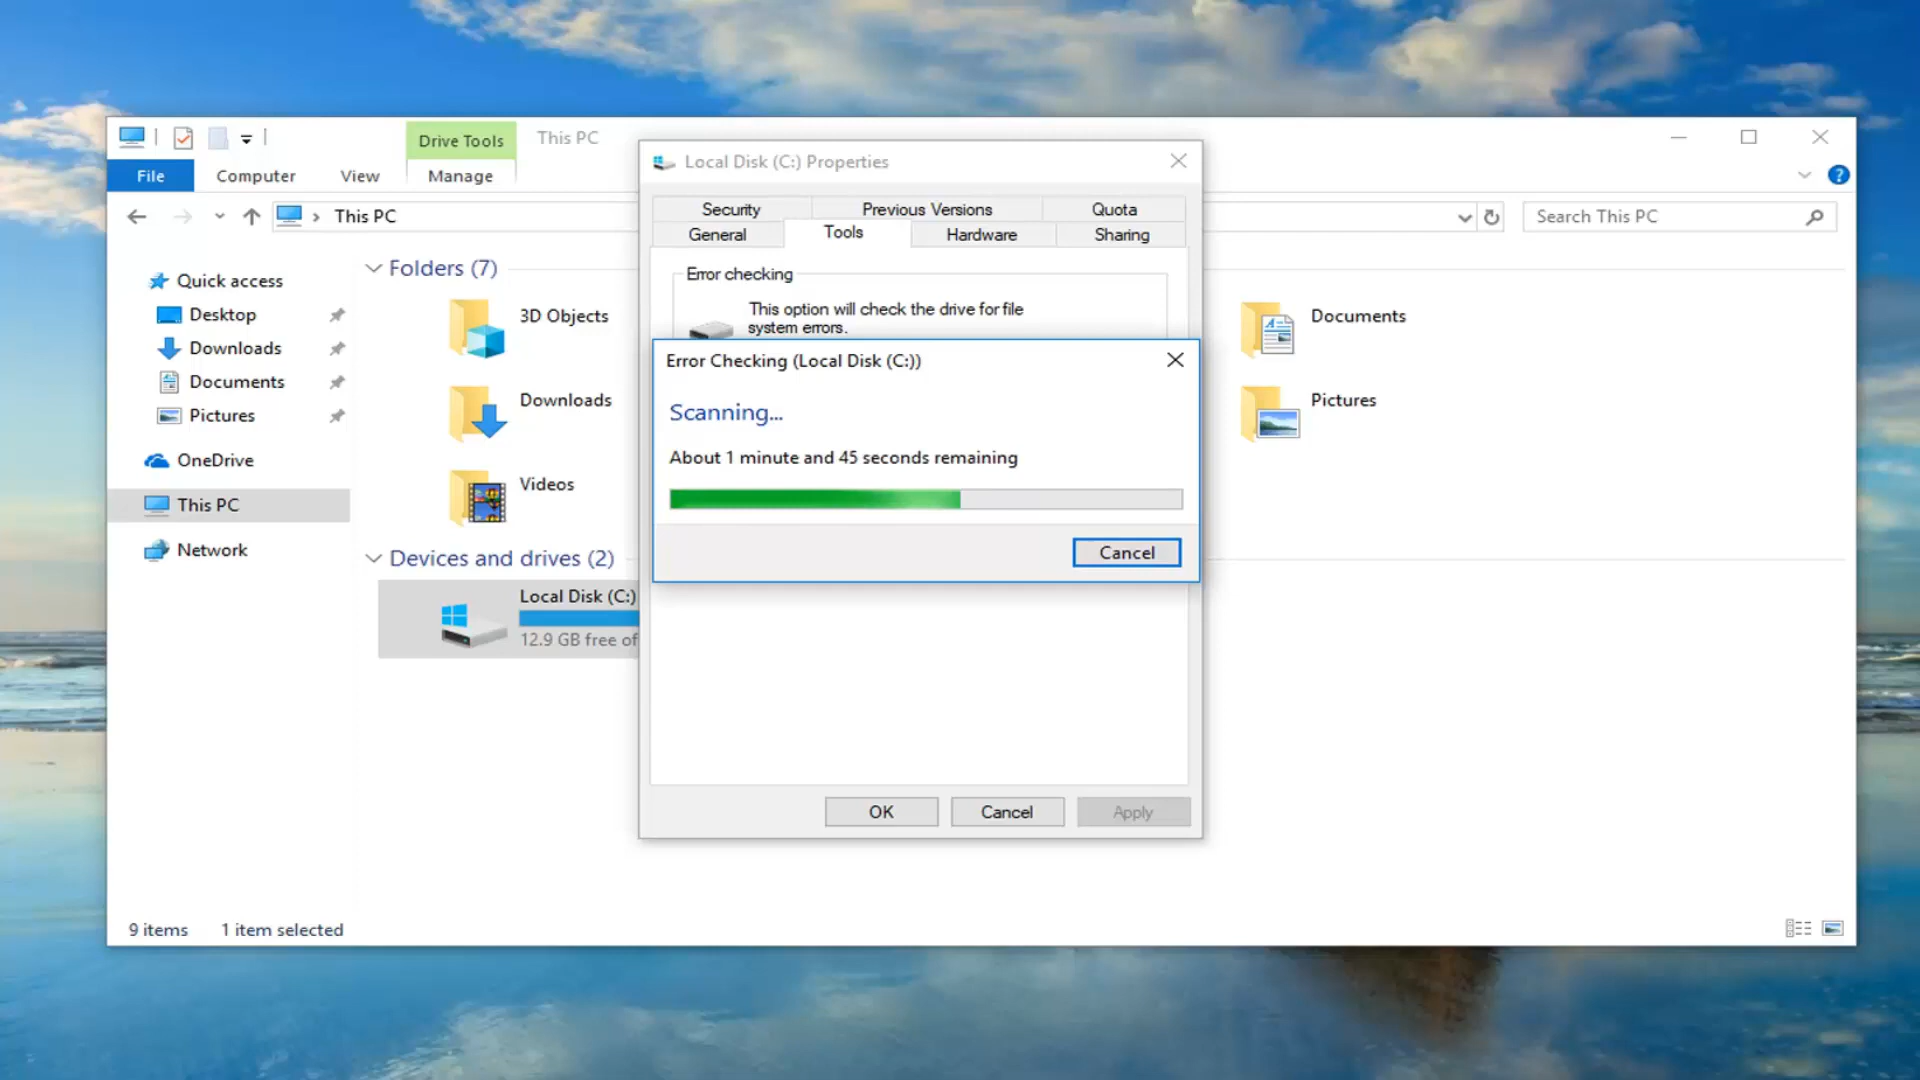 Drive Tools
This PC
File
Computer
View
Manage
This PC
Search This PC
Quick access
Desktop
Downloads
Documents
Pictures
OneDrive
This PC
Network
Folders (7)
3D Objects
Downloads
Videos
Documents
Pictures
Devices and drives (2)
Local Disk (C:)
12.9 GB free of
Local Disk (C:) Properties
Security
Previous Versions
Quota
General
Tools
Hardware
Sharing
Error checking
This option will check the drive for file
system errors.
Error Checking (Local Disk (C:))
Scanning...
About 1 minute and 45 seconds remaining
Cancel
OK
Cancel
Apply
9 items
1 item selected